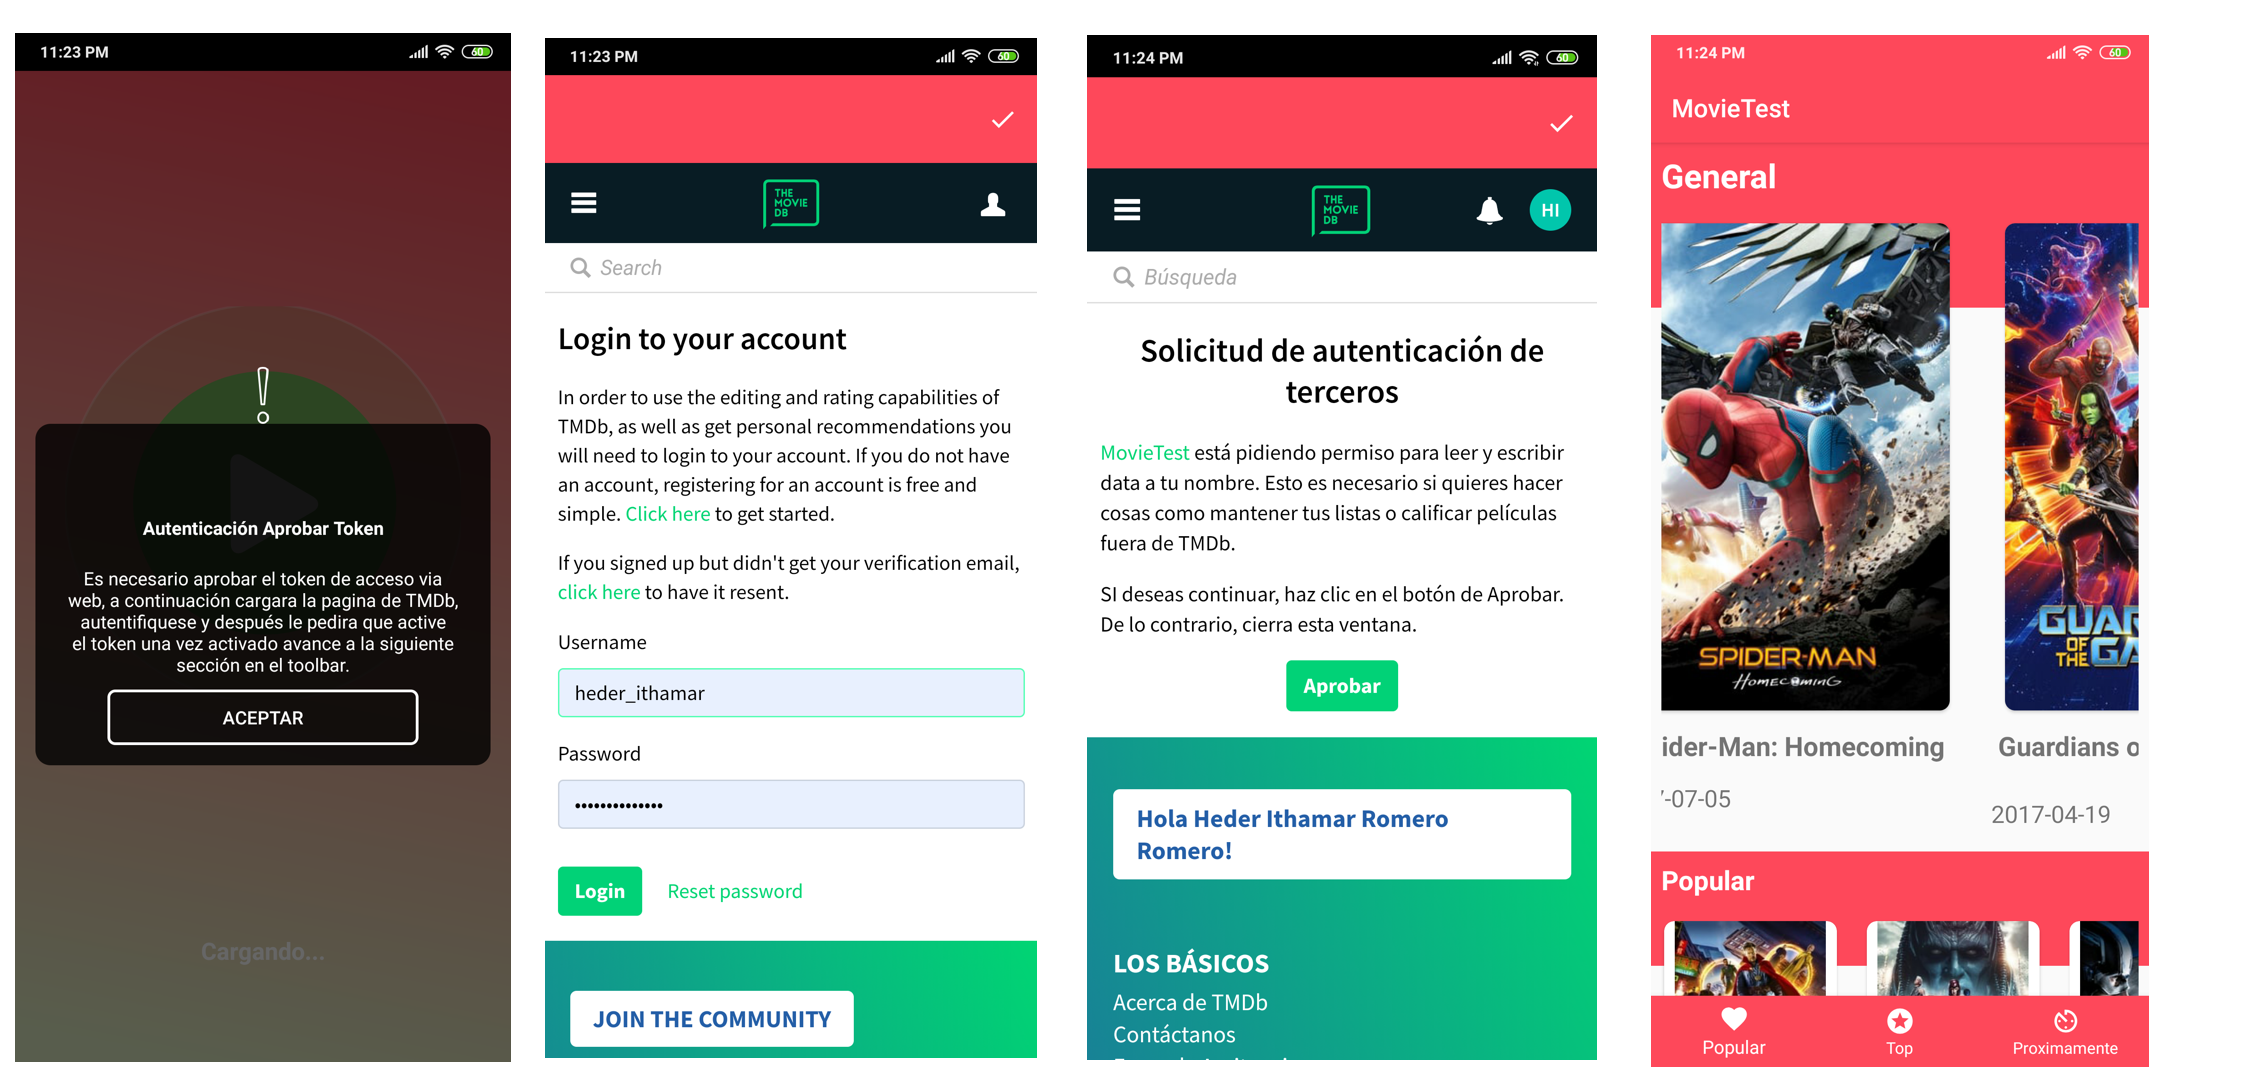 11:23 PM
60
!
Autenticación Aprobar Token
Es necesario aprobar el token de acceso via
web, a continuación cargara la pagina de TMDb,
autentifiquese y después le pedira que active
el token una vez activado avance a la siguiente
sección en el toolbar.
ACEPTAR
Cargando...
11:23 PM
60
THE
MOVIE
DB
Search
Login to your account
In order to use the editing and rating capabilities of
TMDb, as well as get personal recommendations you
will need to login to your account. If you do not have
an account, registering for an account is free and
simple. Click here to get started.
If you signed up but didn't get your verification email,
click here to have it resent.
Username
heder_ithamar
Password
••••••••••••••
Login Reset password
JOIN THE COMMUNITY
11:24 PM
60
THE
MOVIE
DB
HI
Búsqueda
Solicitud de autenticación de
terceros
MovieTest está pidiendo permiso para leer y escribir
data a tu nombre. Esto es necesario si quieres hacer
cosas como mantener tus listas o calificar películas
fuera de TMDb.
SI deseas continuar, haz clic en el botón de Aprobar.
De lo contrario, cierra esta ventana.
Aprobar
Hola Heder Ithamar Romero
Romero!
LOS BÁSICOS
Acerca de TMDb
Contáctanos
11:24 PM
60
MovieTest
General
SPIDER-MAN
HOMECOMING
GUAR
OF
THE GA
ider-Man: Homecoming
Guardians o
-07-05
2017-04-19
Popular
Popular
Top
Proximamente